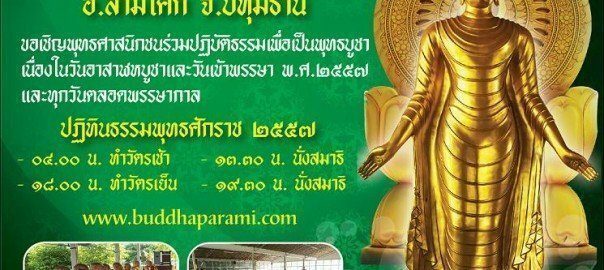 อ.สามโคก จ.ปทุมธานี
ขอเชิญพุทธศาสนิกชนร่วมปฏิบัติธรรมเพื่อเป็นพุทธบูชา
เนื่องในวันอาสาฬหบูชาและวันเข้าพรรษา พ.ศ.๒๕๕๗
และทุกวันตลอดพรรษากาล
ปฏิทินธรรมพุทธศักราช ๒๕๕๗
- ๐๔.๐๐ น. ทำวัตรเช้า - ๑๓.๓๐ น. นั่งสมาธิ
- ๑๘.๐๐ น. ทำวัตรเย็น - ๑๙.๓๐ น. นั่งสมาธิ
www.buddhaparami.com